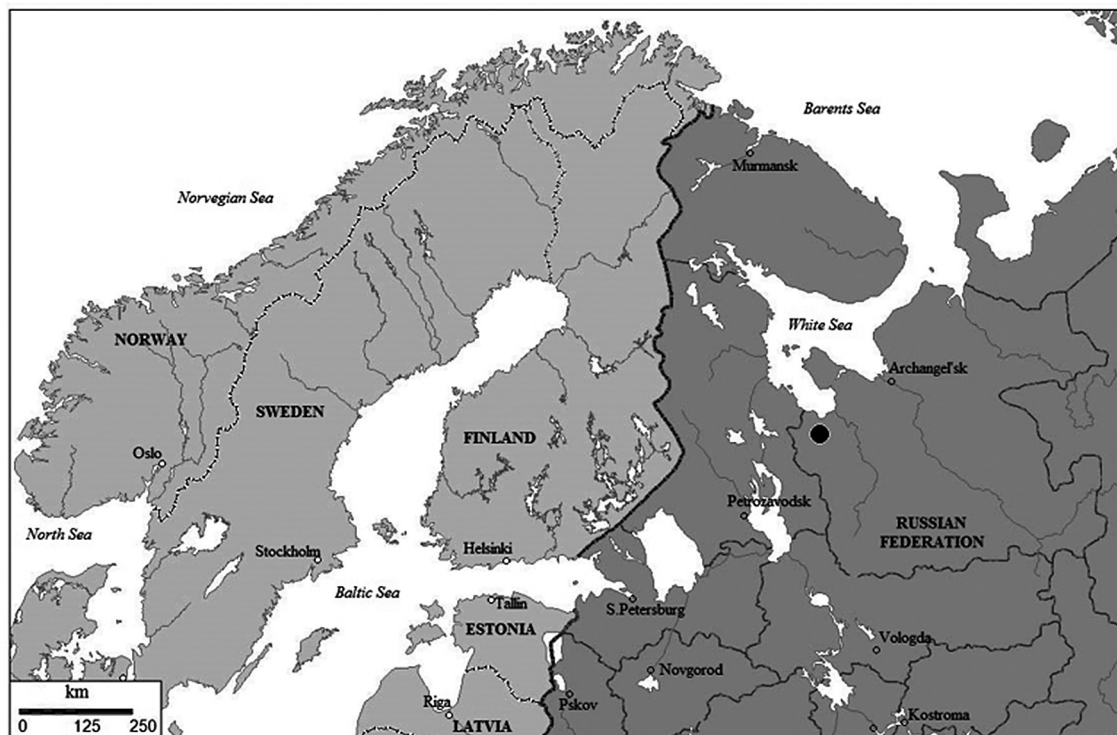 Barents Sea
Murmansk
Norvegian Sea
White Sea
NORWAY
Archangel'sk
SWEDEN
FINLAND
Oslo
Petrozavodsk
RUSSIAN
FEDERATION
North Sea
Stockholm
Helsinki
Baltic Sea
Tallin
S.Petersburg
ESTONIA
Vologda
Novgorod
km
0 125 250
Riga
Pskov
LATVIA
Kostroma